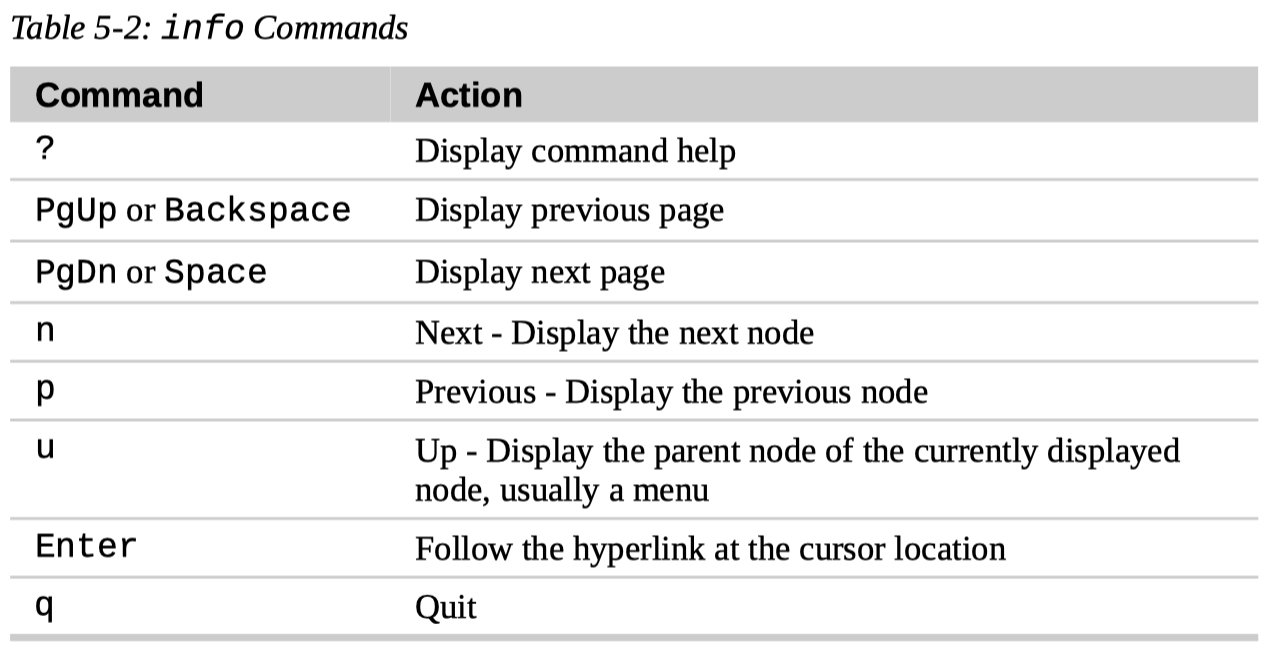 Table 5-2: info Commands
Command Action
? Display command help
PgUp or Backspace Display previous page
PgDn or Space Display next page
n Next - Display the next node
p Previous - Display the previous node
u Up - Display the parent node of the currently displayed
node, usually a menu
Enter Follow the hyperlink at the cursor location
q Quit